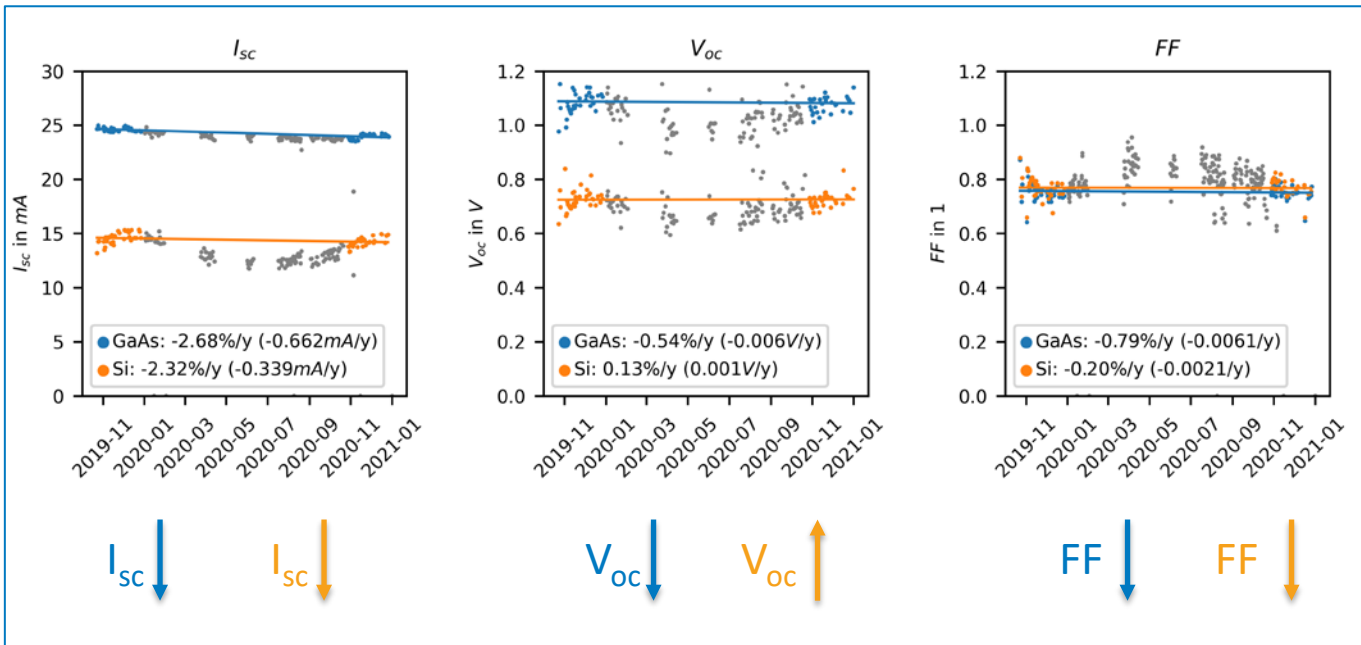 I_sc
I_sc in mA
30
25
20
15
10
5
0
GaAs: -2.68%/y (-0.662mA/y)
Si: -2.32%/y (-0.339mA/y)
2019-11
2020-01
2020-03
2020-05
2020-07
2020-09
2020-11
2021-01
V_oc
V_oc in V
1.2
1.0
0.8
0.6
0.4
0.2
0.0
GaAs: -0.54%/y (-0.006V/y)
Si: 0.13%/y (0.001V/y)
2019-11
2020-01
2020-03
2020-05
2020-07
2020-09
2020-11
2021-01
FF
FF in 1
1.2
1.0
0.8
0.6
0.4
0.2
0.0
GaAs: -0.79%/y (-0.0061/y)
Si: -0.20%/y (-0.0021/y)
2019-11
2020-01
2020-03
2020-05
2020-07
2020-09
2020-11
2021-01
I_sc
I_sc
V_oc
V_oc
FF
FF